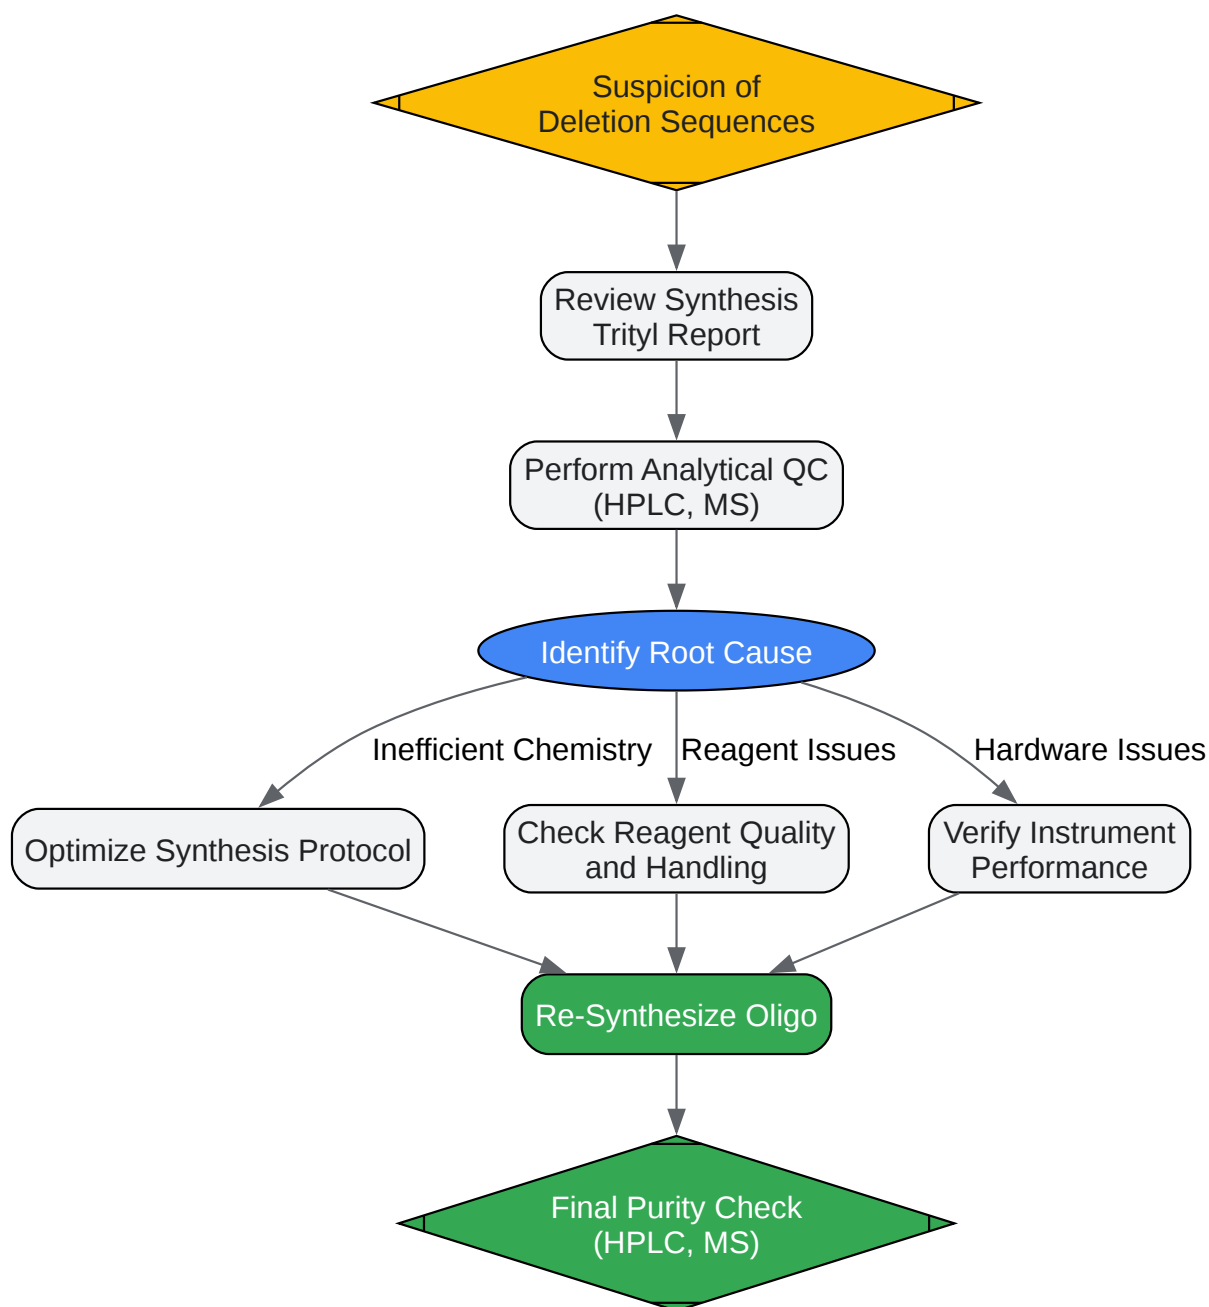 Suspicion of
Deletion Sequences
Review Synthesis
Trityl Report
Perform Analytical QC
(HPLC, MS)
Identify Root Cause
Inefficient Chemistry
Reagent Issues
Hardware Issues
Optimize Synthesis Protocol
Check Reagent Quality
and Handling
Verify Instrument
Performance
Re-Synthesize Oligo
Final Purity Check
(HPLC, MS)